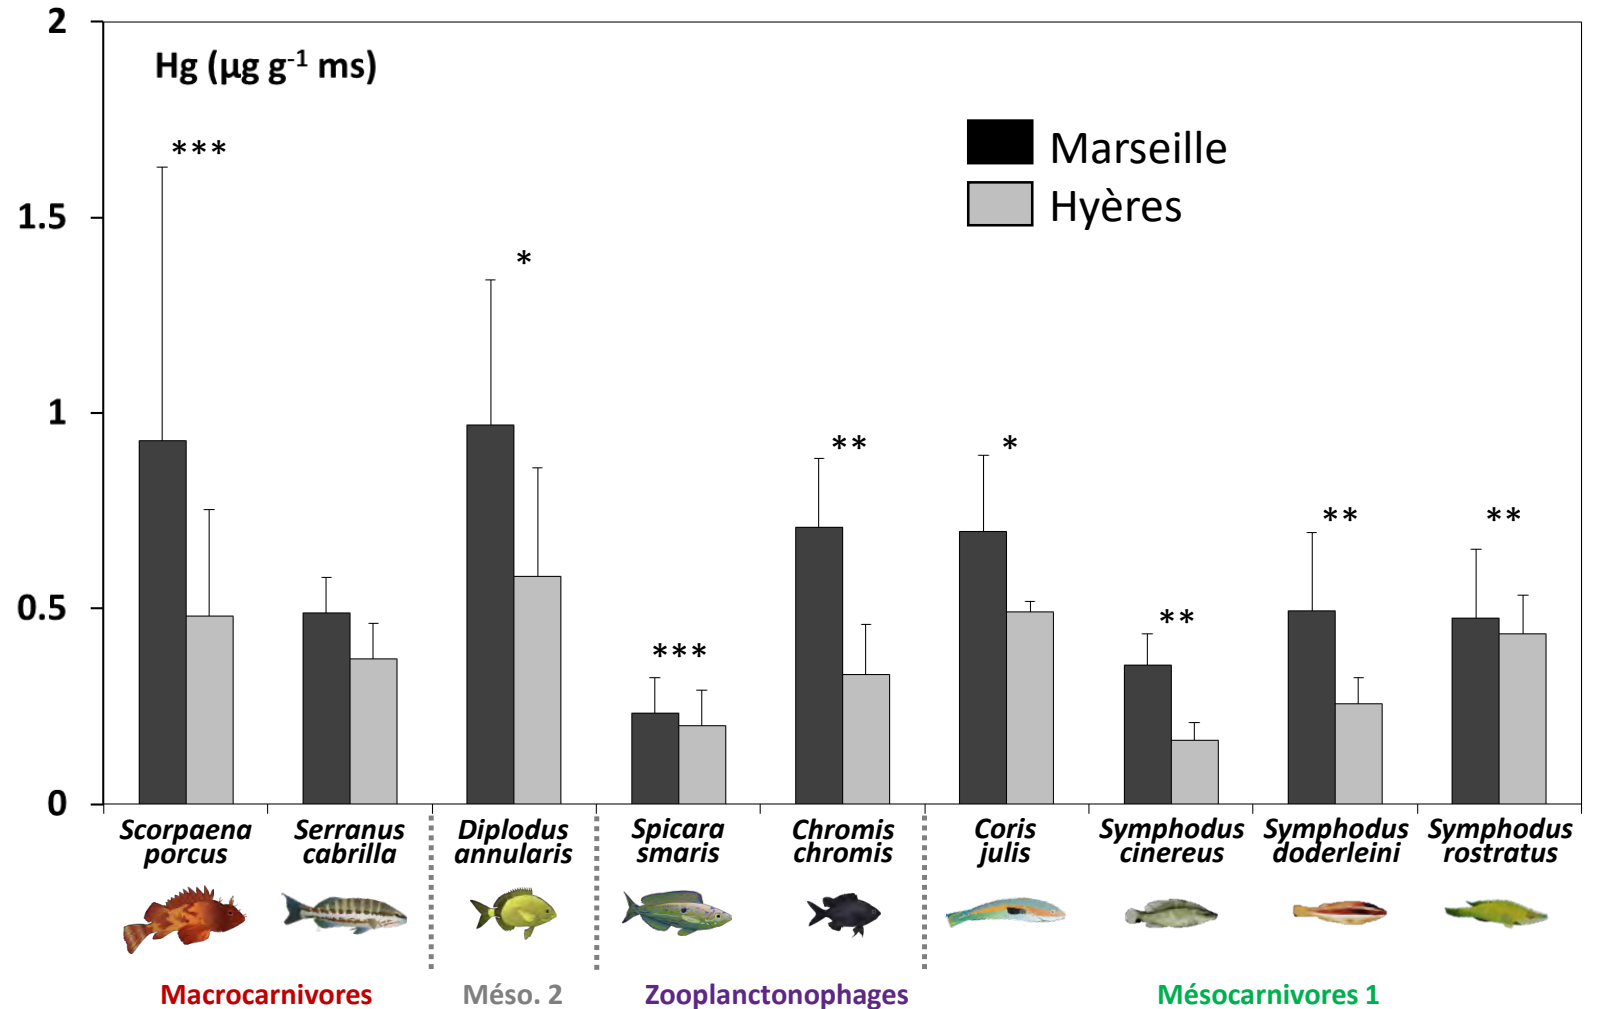 2
Hg (µg g-1 ms)
***
Marseille
1.5
Hyères
*
1
**
*
**
**
0.5
**
***
0
Scorpaena porcus
Serranus cabrilla
Diplodus annularis
Spicara smaris
Chromis chromis
Coris julis
Symphodus cinereus
Symphodus doderleini
Symphodus rostratus
Macrocarnivores
Méso. 2
Zooplanctonophages
Mésocarnivores 1